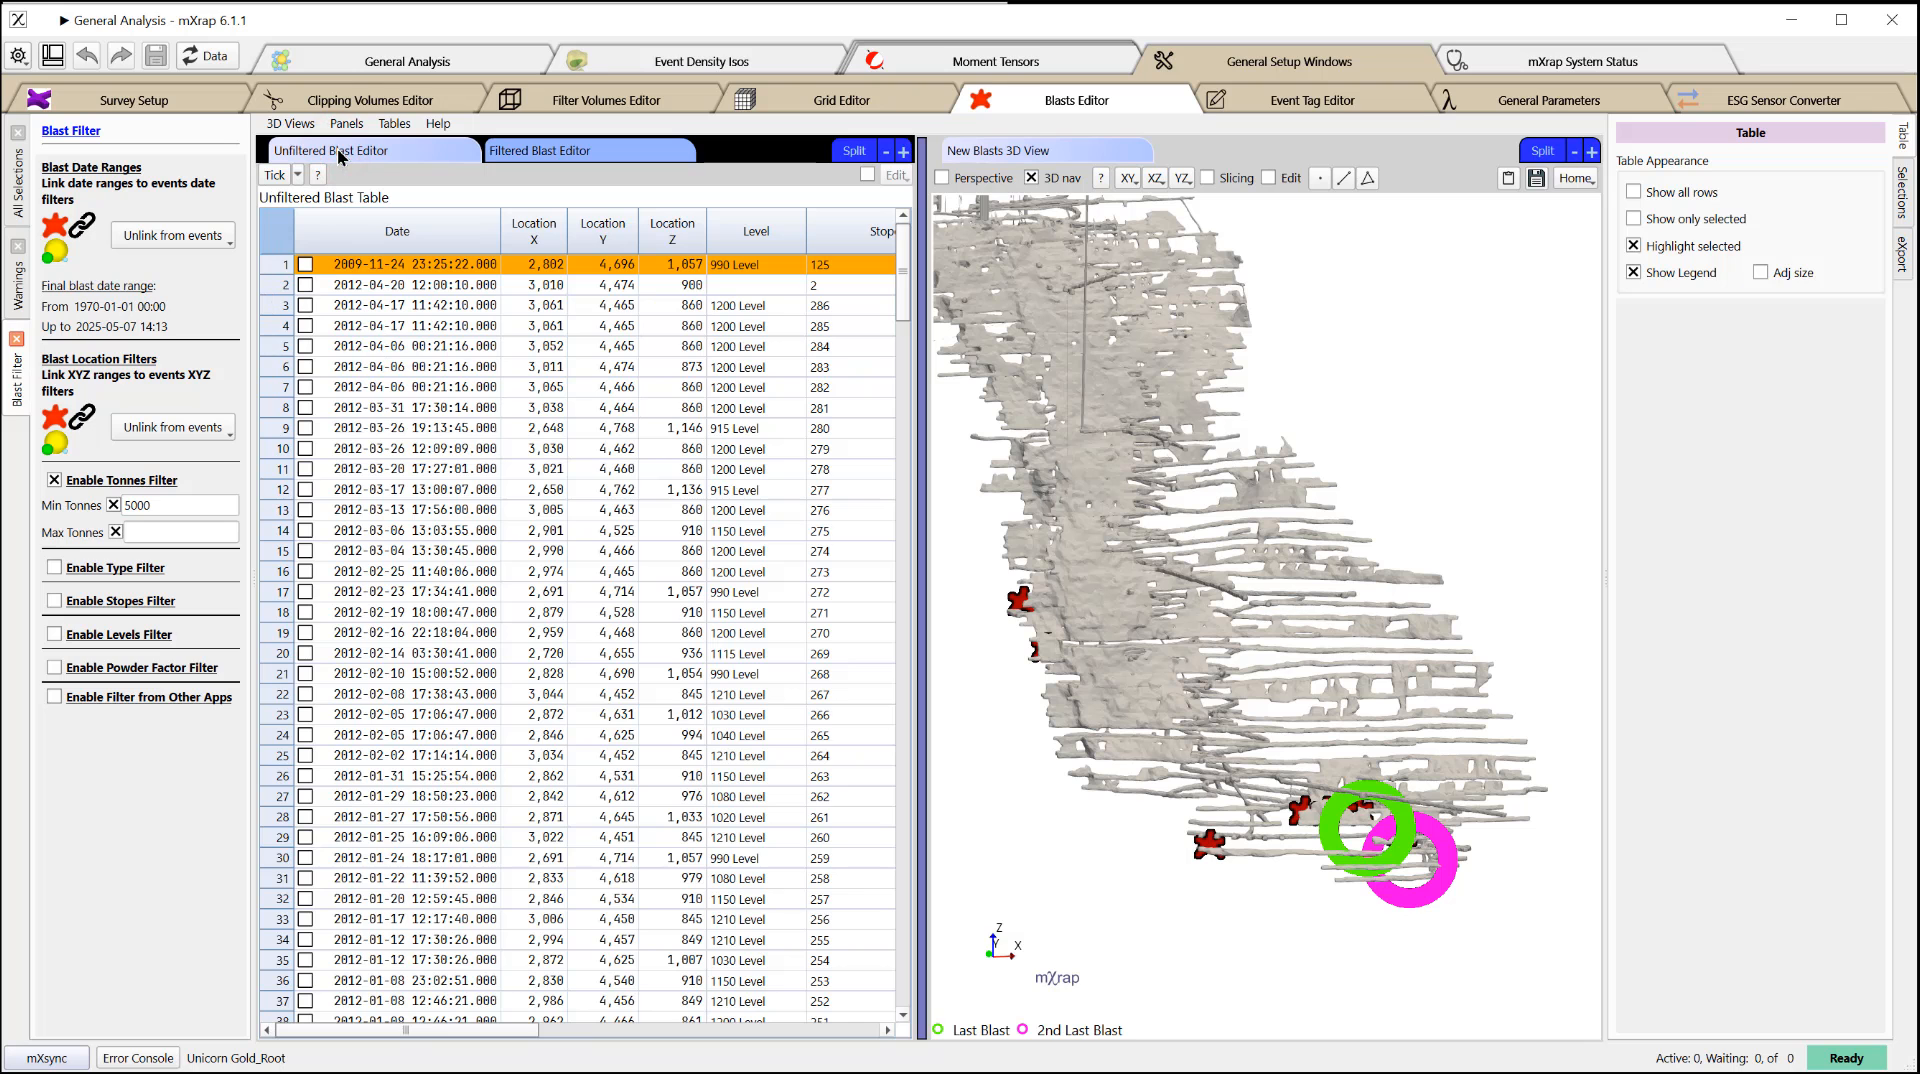 General Analysis - mXrap 6.1.1
Data
General Analysis
Event Density Isos
Moment Tensors
General Setup Windows
mXrap System Status
Survey Setup
Clipping Volumes Editor
Filter Volumes Editor
Grid Editor
Blasts Editor
Event Tag Editor
General Parameters
ESG Sensor Converter
All Selections
Warnings
Blast Filter
Blast Filter
Blast Date Ranges
Link date ranges to events date
filters
Unlink from events
Final blast date range:
From 1970-01-01 00:00
Up to 2025-05-07 14:13
Blast Location Filters
Link XYZ ranges to events XYZ
filters
Unlink from events
Enable Tonnes Filter
Min Tonnes 5000
Max Tonnes
Enable Type Filter
Enable Stopes Filter
Enable Levels Filter
Enable Powder Factor Filter
Enable Filter from Other Apps
3D Views Panels Tables Help
Unfiltered Blast Editor Filtered Blast Editor Split - +
Tick ? Edit
Unfiltered Blast Table
Date Location X Location Y Location Z Level Stop
1 2009-11-24 23:25:22.000 2,802 4,696 1,057 990 Level 125
2 2012-04-20 12:00:10.000 3,010 4,474 900 2
3 2012-04-17 11:42:10.000 3,061 4,465 860 1200 Level 286
4 2012-04-17 11:42:10.000 3,061 4,465 860 1200 Level 285
5 2012-04-06 00:21:16.000 3,052 4,465 860 1200 Level 284
6 2012-04-06 00:21:16.000 3,011 4,474 873 1200 Level 283
7 2012-04-06 00:21:16.000 3,065 4,466 860 1200 Level 282
8 2012-03-31 17:30:14.000 3,038 4,464 860 1200 Level 281
9 2012-03-26 19:13:45.000 2,648 4,768 1,146 915 Level 280
10 2012-03-26 12:09:09.000 3,030 4,462 860 1200 Level 279
11 2012-03-20 17:27:01.000 3,021 4,460 860 1200 Level 278
12 2012-03-17 13:00:07.000 2,650 4,762 1,136 915 Level 277
13 2012-03-13 17:56:00.000 3,005 4,463 860 1200 Level 276
14 2012-03-06 13:03:55.000 2,901 4,525 910 1150 Level 275
15 2012-03-04 13:30:45.000 2,990 4,466 860 1200 Level 274
16 2012-02-25 11:40:06.000 2,974 4,465 860 1200 Level 273
17 2012-02-23 17:34:41.000 2,691 4,714 1,057 990 Level 272
18 2012-02-19 18:00:47.000 2,879 4,528 910 1150 Level 271
19 2012-02-16 22:18:04.000 2,959 4,468 860 1200 Level 270
20 2012-02-14 03:30:41.000 2,720 4,655 936 1115 Level 269
21 2012-02-10 15:00:52.000 2,828 4,690 1,054 990 Level 268
22 2012-02-08 17:38:43.000 3,044 4,452 845 1210 Level 267
23 2012-02-05 17:06:47.000 2,872 4,631 1,012 1030 Level 266
24 2012-02-05 17:06:47.000 2,846 4,625 994 1040 Level 265
25 2012-02-02 17:14:14.000 3,034 4,452 845 1210 Level 264
26 2012-01-31 15:25:54.000 2,862 4,531 910 1150 Level 263
27 2012-01-29 18:50:23.000 2,842 4,612 976 1080 Level 262
28 2012-01-27 17:50:56.000 2,871 4,645 1,033 1020 Level 261
29 2012-01-25 16:09:06.000 3,022 4,451 845 1210 Level 260
30 2012-01-24 18:17:01.000 2,691 4,714 1,057 990 Level 259
31 2012-01-22 11:39:52.000 2,833 4,618 979 1080 Level 258
32 2012-01-20 12:59:45.000 2,846 4,534 910 1150 Level 257
33 2012-01-17 12:17:40.000 3,006 4,450 845 1210 Level 256
34 2012-01-12 17:30:26.000 2,994 4,457 849 1210 Level 255
35 2012-01-12 17:30:26.000 2,872 4,625 1,007 1030 Level 254
36 2012-01-08 23:02:51.000 2,830 4,540 910 1150 Level 253
37 2012-01-08 12:46:21.000 2,986 4,456 849 1210 Level 252
New Blasts 3D View Split - +
Perspective 3D nav ? XY XZ YZ Slicing Edit Home
Z
Y X
mXrap
Last Blast 2nd Last Blast
Table
Table Appearance
Show all rows
Show only selected
Highlight selected
Show Legend Adj size
Table
Selections
eXport
mXsync Error Console Unicorn Gold_Root
Active: 0, Waiting: 0, of 0 Ready